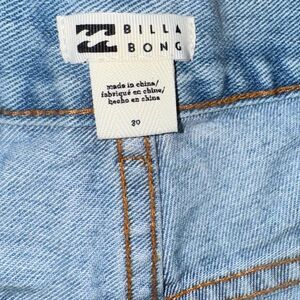 BILLA
BONG
made in china/
fabriqué en chine/
hecho en china
30